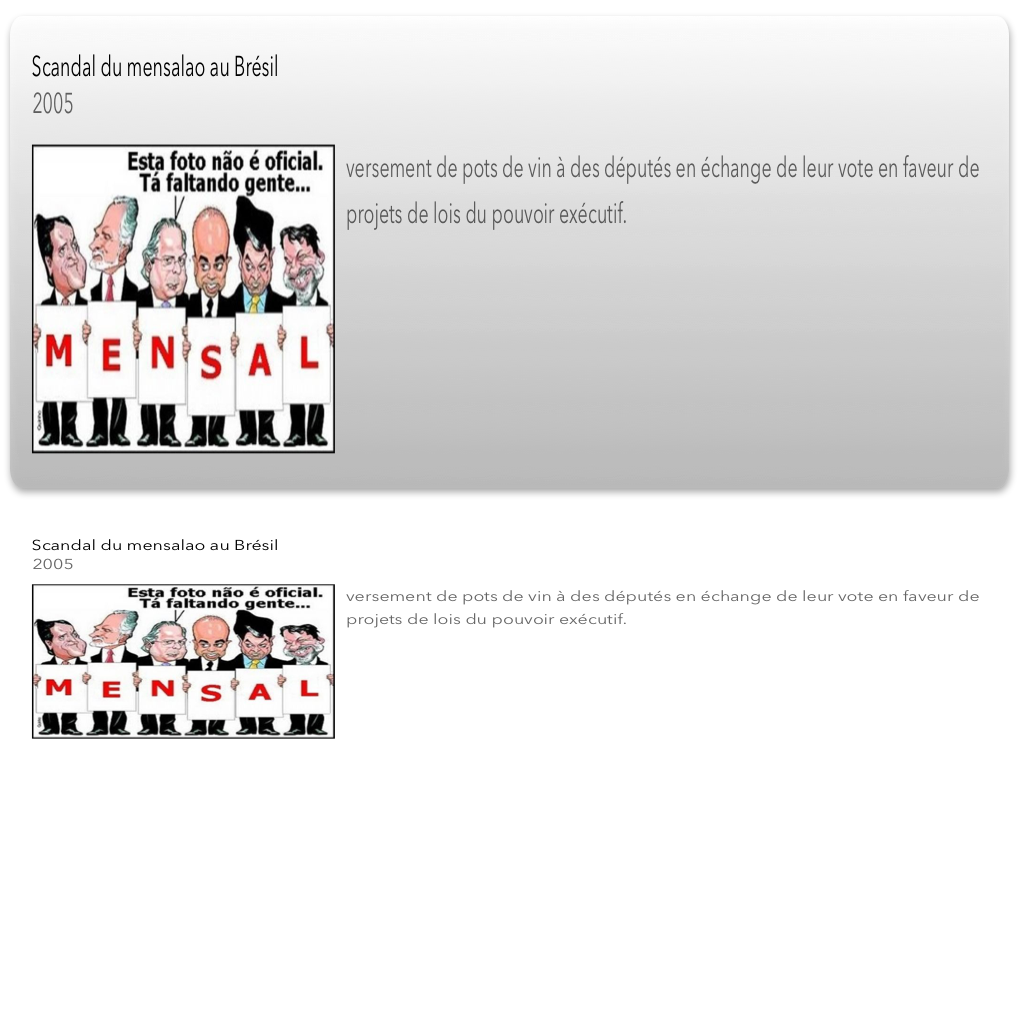 Scandal du mensalao au Brésil
2005
Esta foto não é oficial.
Tá faltando gente...
versement de pots de vin à des députés en échange de leur vote en faveur de
projets de lois du pouvoir exécutif.
M E N S A L
Scandal du mensalao au Brésil
2005
Esta foto não é oficial.
Tá faltando gente...
versement de pots de vin à des députés en échange de leur vote en faveur de
projets de lois du pouvoir exécutif.
M E N S A L